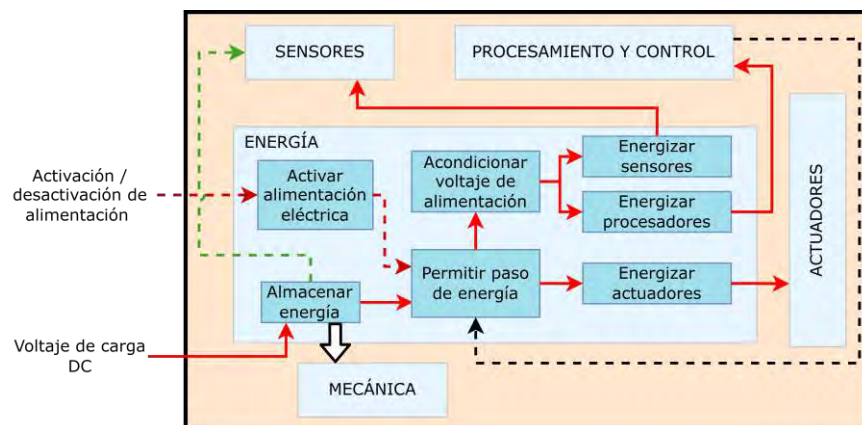 SENSORES
PROCESAMIENTO Y CONTROL
ENERGÍA
Activar
alimentación
eléctrica
Acondicionar
voltaje de
alimentación
Energizar
sensores
Energizar
procesadores
Activación /
desactivación de
alimentación
Almacenar
energía
Permitir paso
de energía
Energizar
actuadores
ACTUADORES
Voltaje de carga
DC
MECÁNICA